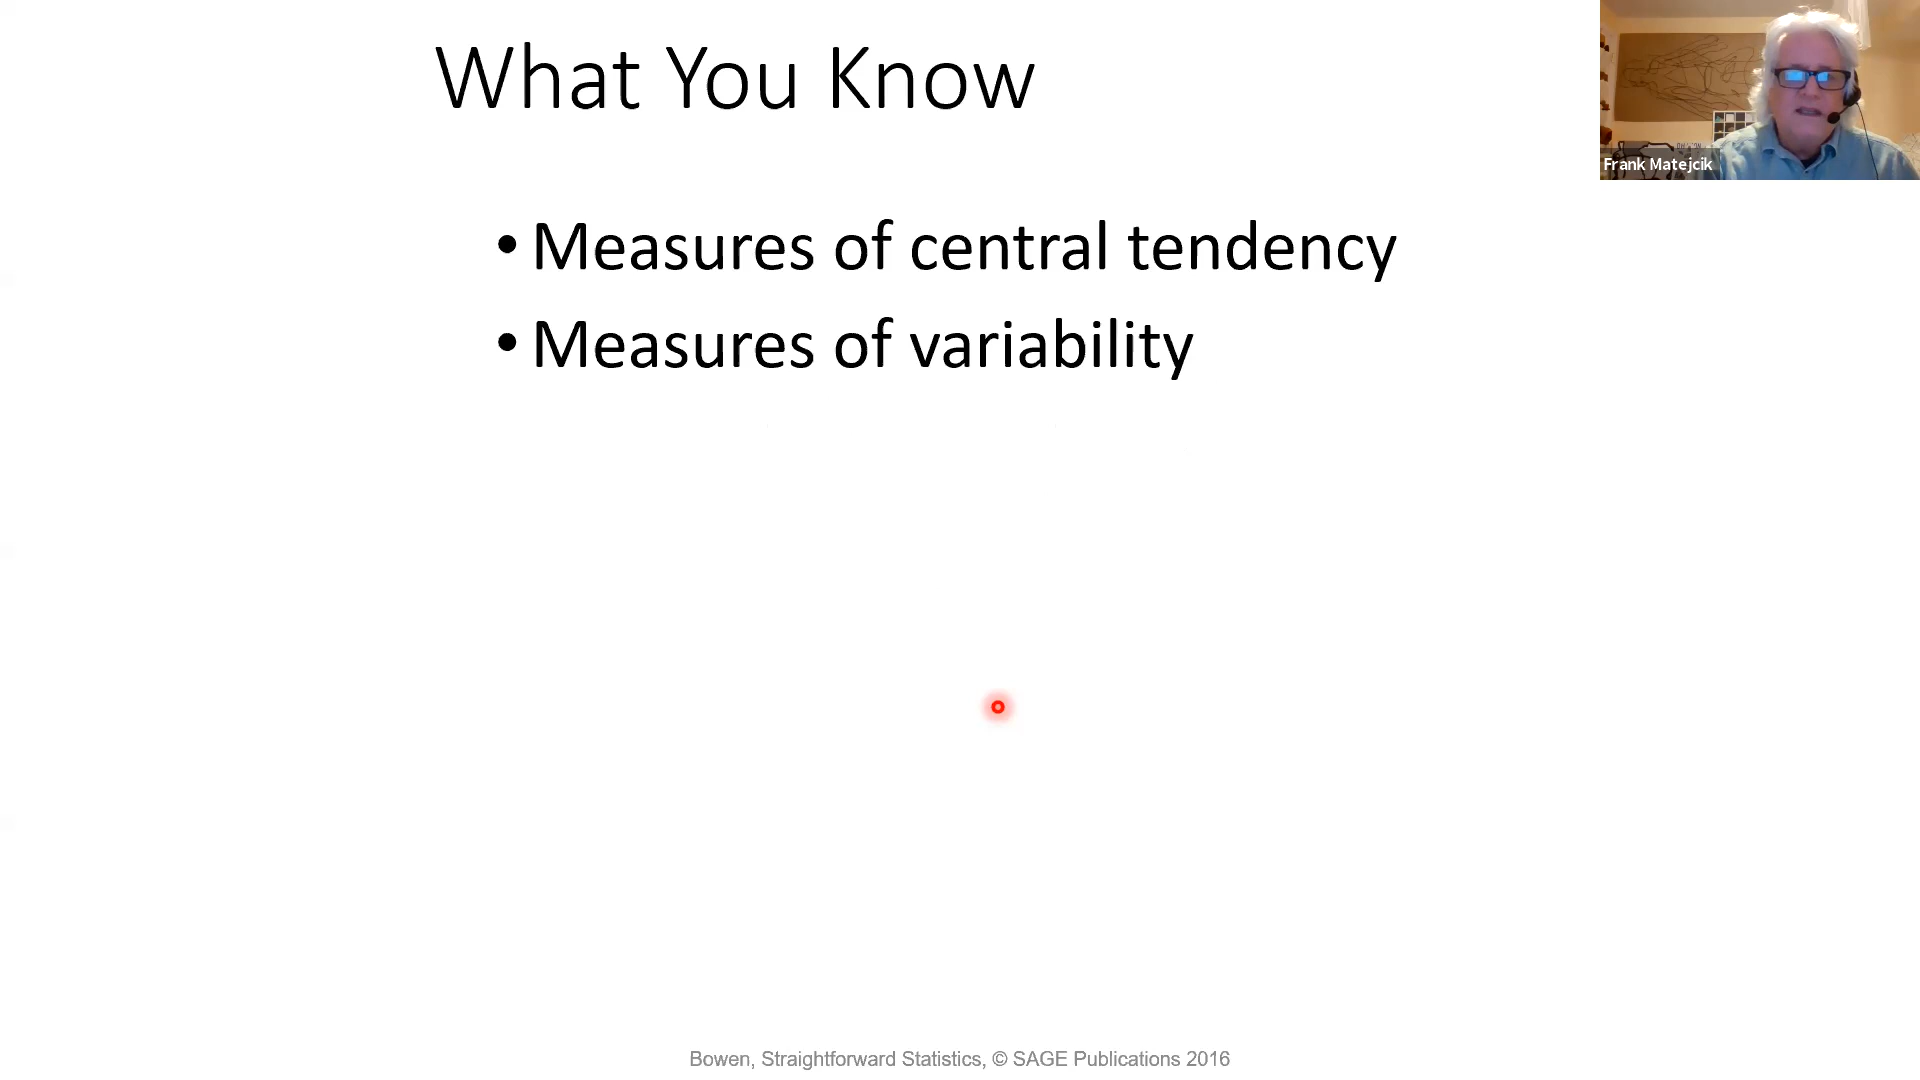 What You Know
Frank Matejcik
• Measures of central tendency
• Measures of variability
Bowen, Straightforward Statistics, © SAGE Publications 2016